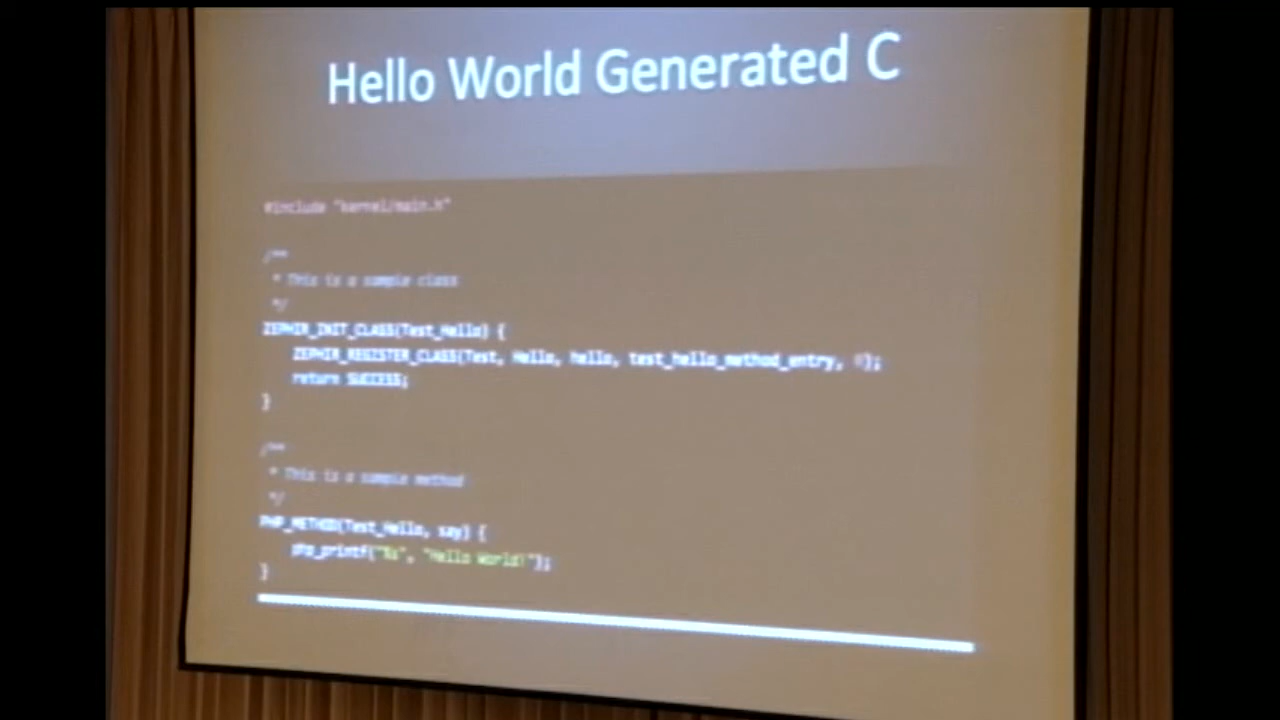 Hello World Generated C
#include "kernel/main.h"
/**
* This is a sample class
*/
ZEPHIR_INIT_CLASS(Test_Hello) {
ZEPHIR_REGISTER_CLASS(Test, Hello, hello, test_hello_method_entry, 0);
return SUCCESS;
}
/**
* This is a sample method
*/
PHP_METHOD(Test_Hello, say) {
php_printf("%s", "Hello World!");
}